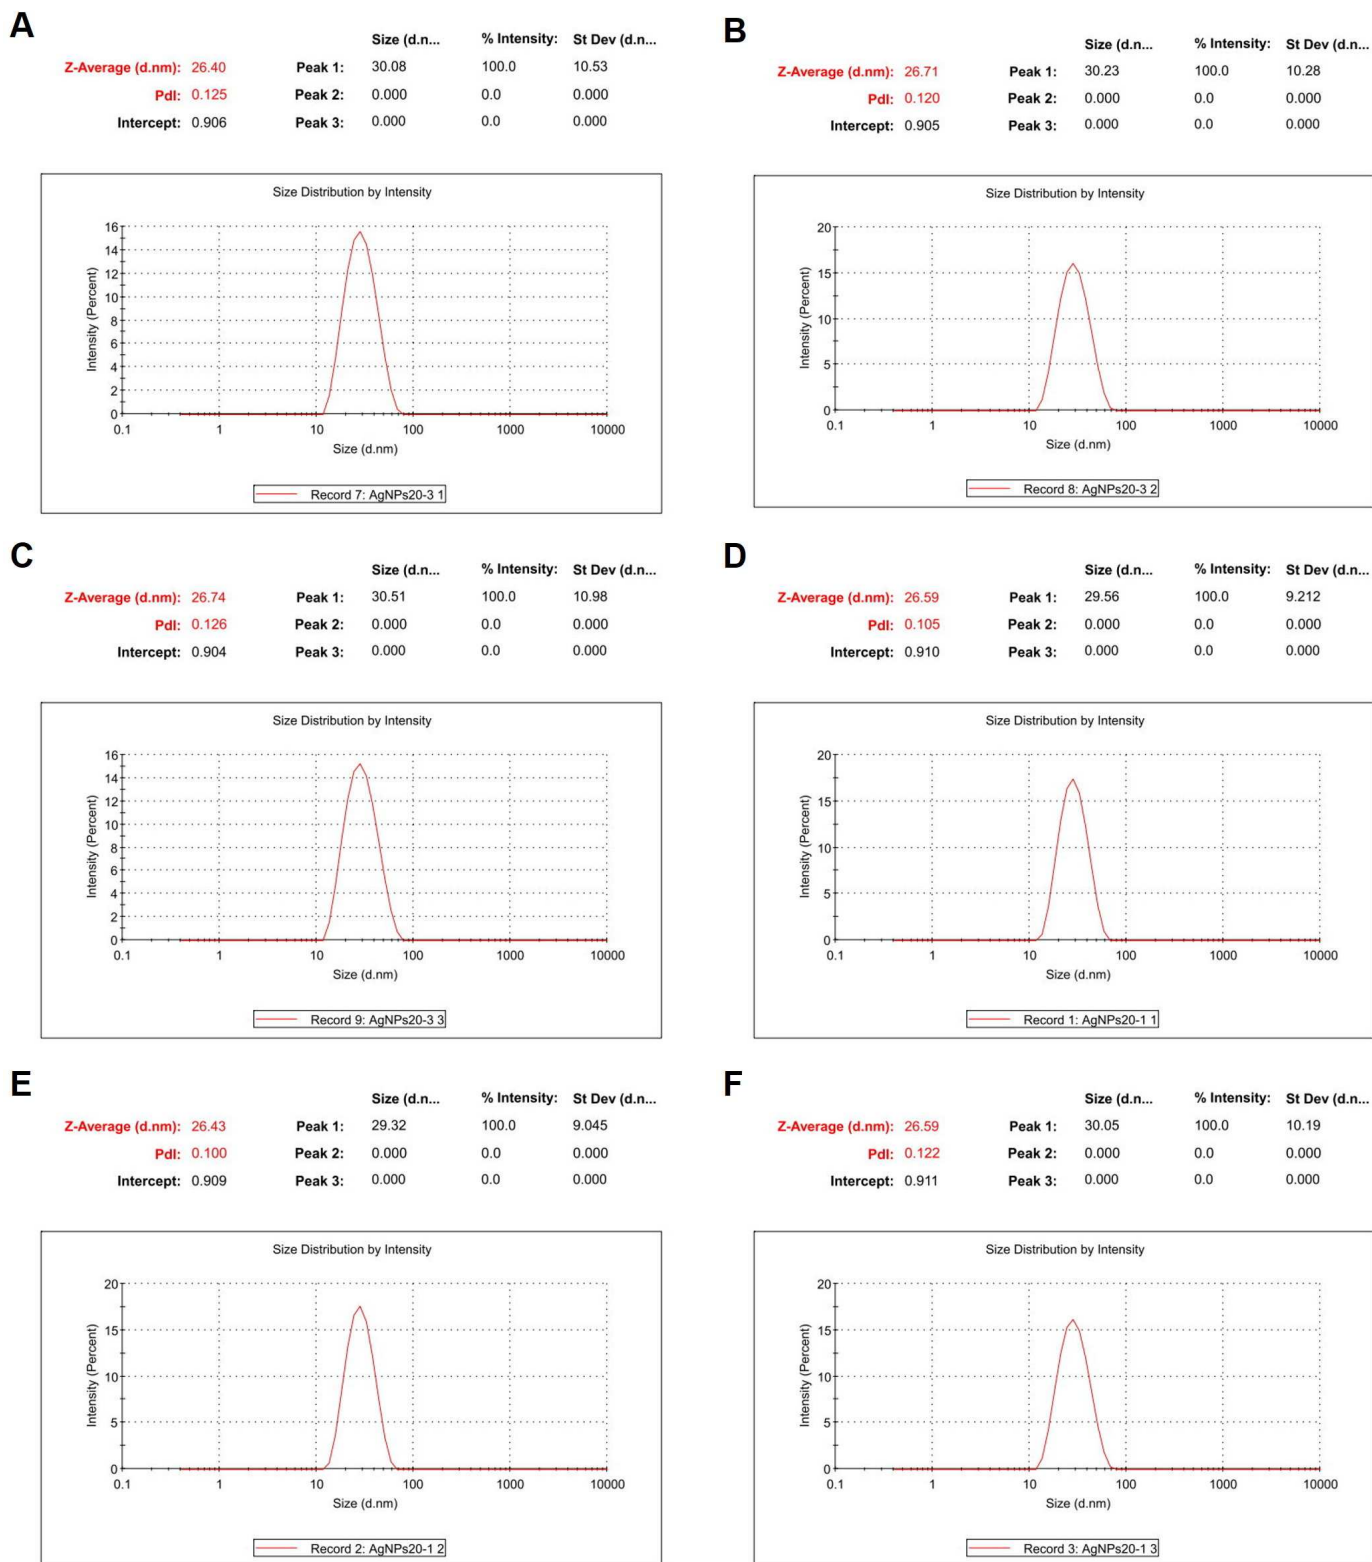 A
Size (d.n... % Intensity: St Dev (d.n...
Z-Average (d.nm): 26.40 Peak 1: 30.08 100.0 10.53
PdI: 0.125 Peak 2: 0.000 0.0 0.000
Intercept: 0.906 Peak 3: 0.000 0.0 0.000
Size Distribution by Intensity
Intensity (Percent)
16
14
12
10
8
6
4
2
0
0.1 1 10 100 1000 10000
Size (d.nm)
Record 7: AgNPs20-3 1
B
Size (d.n... % Intensity: St Dev (d.n...
Z-Average (d.nm): 26.71 Peak 1: 30.23 100.0 10.28
PdI: 0.120 Peak 2: 0.000 0.0 0.000
Intercept: 0.905 Peak 3: 0.000 0.0 0.000
Size Distribution by Intensity
Intensity (Percent)
20
15
10
5
0
0.1 1 10 100 1000 10000
Size (d.nm)
Record 8: AgNPs20-3 2
C
Size (d.n... % Intensity: St Dev (d.n...
Z-Average (d.nm): 26.74 Peak 1: 30.51 100.0 10.98
PdI: 0.126 Peak 2: 0.000 0.0 0.000
Intercept: 0.904 Peak 3: 0.000 0.0 0.000
Size Distribution by Intensity
Intensity (Percent)
16
14
12
10
8
6
4
2
0
0.1 1 10 100 1000 10000
Size (d.nm)
Record 9: AgNPs20-3 3
D
Size (d.n... % Intensity: St Dev (d.n...
Z-Average (d.nm): 26.59 Peak 1: 29.56 100.0 9.212
PdI: 0.105 Peak 2: 0.000 0.0 0.000
Intercept: 0.910 Peak 3: 0.000 0.0 0.000
Size Distribution by Intensity
Intensity (Percent)
20
15
10
5
0
0.1 1 10 100 1000 10000
Size (d.nm)
Record 1: AgNPs20-1 1
E
Size (d.n... % Intensity: St Dev (d.n...
Z-Average (d.nm): 26.43 Peak 1: 29.32 100.0 9.045
PdI: 0.100 Peak 2: 0.000 0.0 0.000
Intercept: 0.909 Peak 3: 0.000 0.0 0.000
Size Distribution by Intensity
Intensity (Percent)
20
15
10
5
0
0.1 1 10 100 1000 10000
Size (d.nm)
Record 2: AgNPs20-1 2
F
Size (d.n... % Intensity: St Dev (d.n...
Z-Average (d.nm): 26.59 Peak 1: 30.05 100.0 10.19
PdI: 0.122 Peak 2: 0.000 0.0 0.000
Intercept: 0.911 Peak 3: 0.000 0.0 0.000
Size Distribution by Intensity
Intensity (Percent)
20
15
10
5
0
0.1 1 10 100 1000 10000
Size (d.nm)
Record 3: AgNPs20-1 3